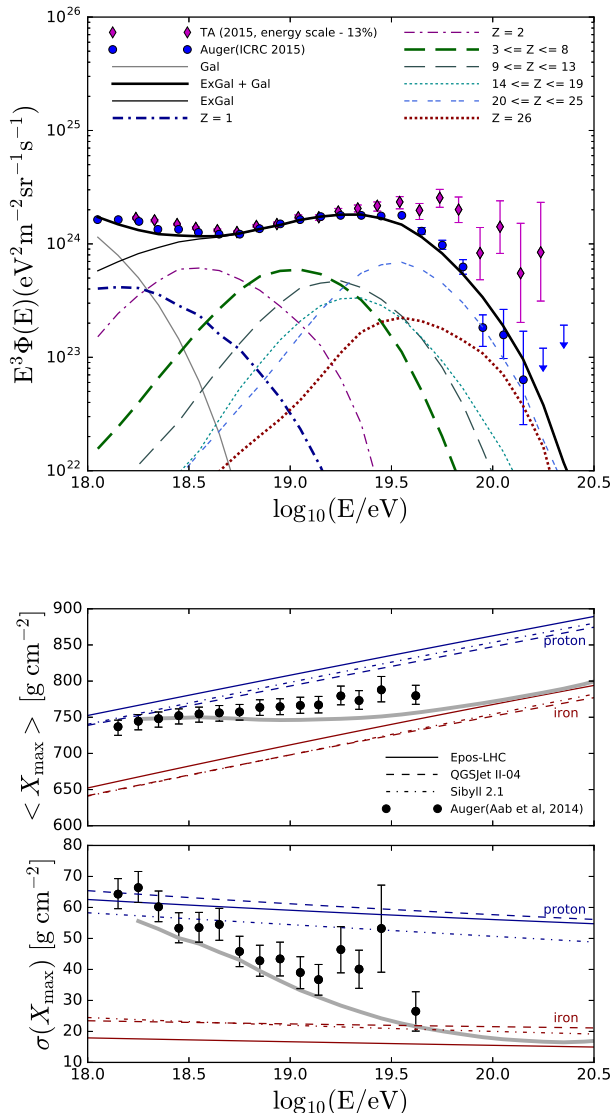 10^26
10^25
10^24
10^23
10^22
E^3Φ(E)(eV^2m^−2sr^−1s^−1)
TA (2015, energy scale - 13%)
Auger(ICRC 2015)
Gal
ExGal + Gal
ExGal
Z = 1
Z = 2
3 <= Z <= 8
9 <= Z <= 13
14 <= Z <= 19
20 <= Z <= 25
Z = 26
18.0 18.5 19.0 19.5 20.0 20.5
log10(E/eV)
900
850
800
750
700
650
600
< Xmax > [g cm^−2]
proton
iron
Epos-LHC
QGSJet II-04
Sibyll 2.1
Auger(Aab et al, 2014)
80
70
60
50
40
30
20
10
σ(Xmax) [g cm^−2]
proton
iron
18.0 18.5 19.0 19.5 20.0 20.5
log10(E/eV)